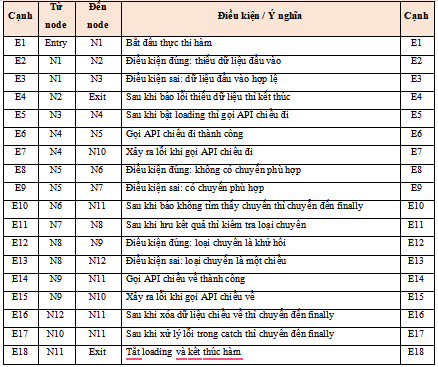 Cạnh Từ node Đến node Điều kiện / Ý nghĩa Cạnh
E1 Entry N1 Bắt đầu thực thi hàm E1
E2 N1 N2 Điều kiện đúng: thiếu dữ liệu đầu vào E2
E3 N1 N3 Điều kiện sai: dữ liệu đầu vào hợp lệ E3
E4 N2 Exit Sau khi báo lỗi thiếu dữ liệu thì kết thúc E4
E5 N3 N4 Sau khi bật loading thì gọi API chiều đi E5
E6 N4 N5 Gọi API chiều đi thành công E6
E7 N4 N10 Xảy ra lỗi khi gọi API chiều đi E7
E8 N5 N6 Điều kiện đúng: không có chuyến phù hợp E8
E9 N5 N7 Điều kiện sai: có chuyến phù hợp E9
E10 N6 N11 Sau khi báo không tìm thấy chuyến thì chuyển đến finally E10
E11 N7 N8 Sau khi lưu kết quả thì kiểm tra loại chuyến E11
E12 N8 N9 Điều kiện đúng: loại chuyến là khứ hồi E12
E13 N8 N12 Điều kiện sai: loại chuyến là một chiều E13
E14 N9 N11 Gọi API chiều về thành công E14
E15 N9 N10 Xảy ra lỗi khi gọi API chiều về E15
E16 N12 N11 Sau khi xóa dữ liệu chiều về thì chuyển đến finally E16
E17 N10 N11 Sau khi xử lý lỗi trong catch thì chuyển đến finally E17
E18 N11 Exit Tắt loading và kết thúc hàm E18